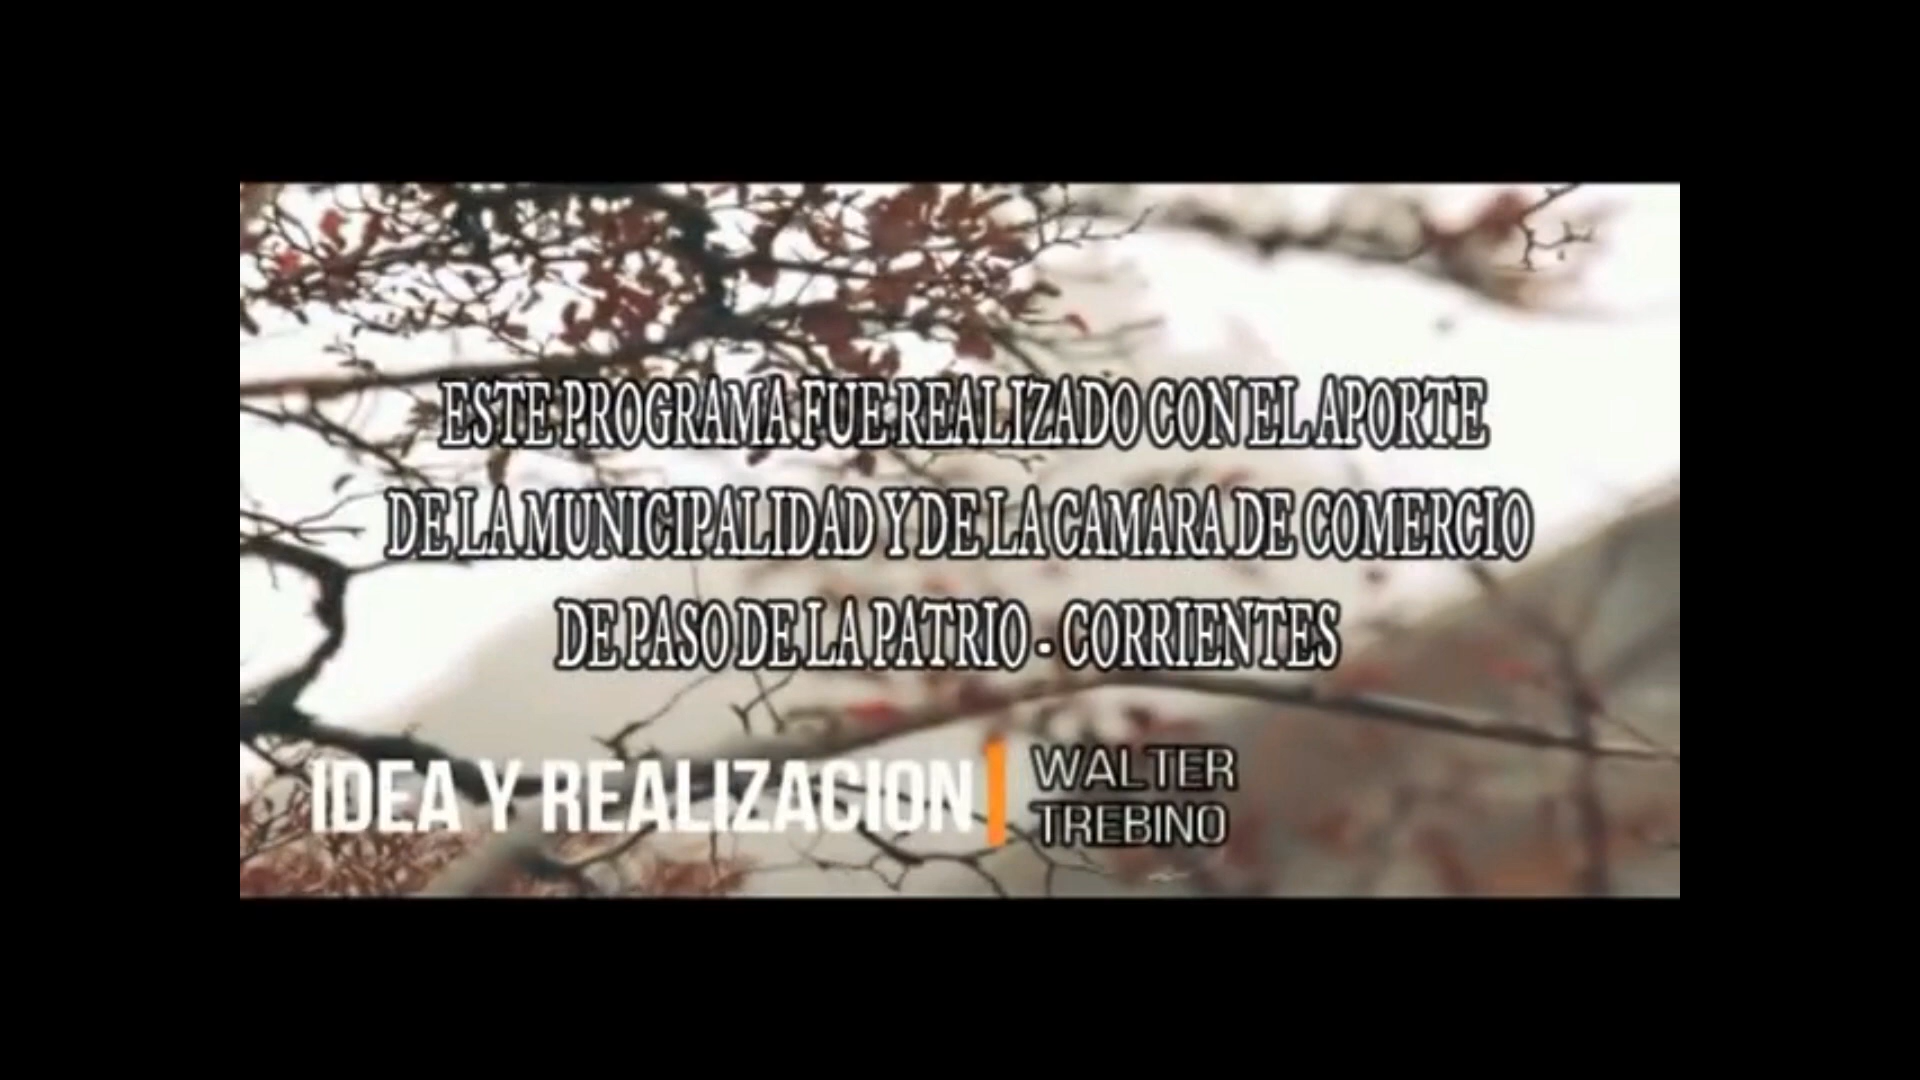 ESTE PROGRAMA FUE REALIZADO CON EL APORTE
DE LA MUNICIPALIDAD Y DE LA CAMARA DE COMERCIO
DE PASO DE LA PATRIO - CORRIENTES
IDEA Y REALIZACION
WALTER
TREBINO